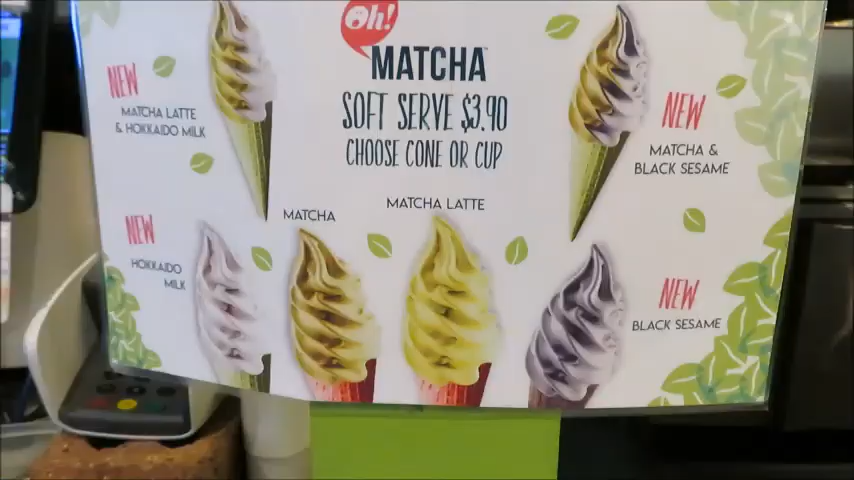 Oh!
MATCHA
SOFT SERVE $3.90
CHOOSE CONE OR CUP
NEW
MATCHA LATTE
& HOKKAIDO MILK
NEW
MATCHA &
BLACK SESAME
NEW
HOKKAIDO
MILK
MATCHA
MATCHA LATTE
NEW
BLACK SESAME